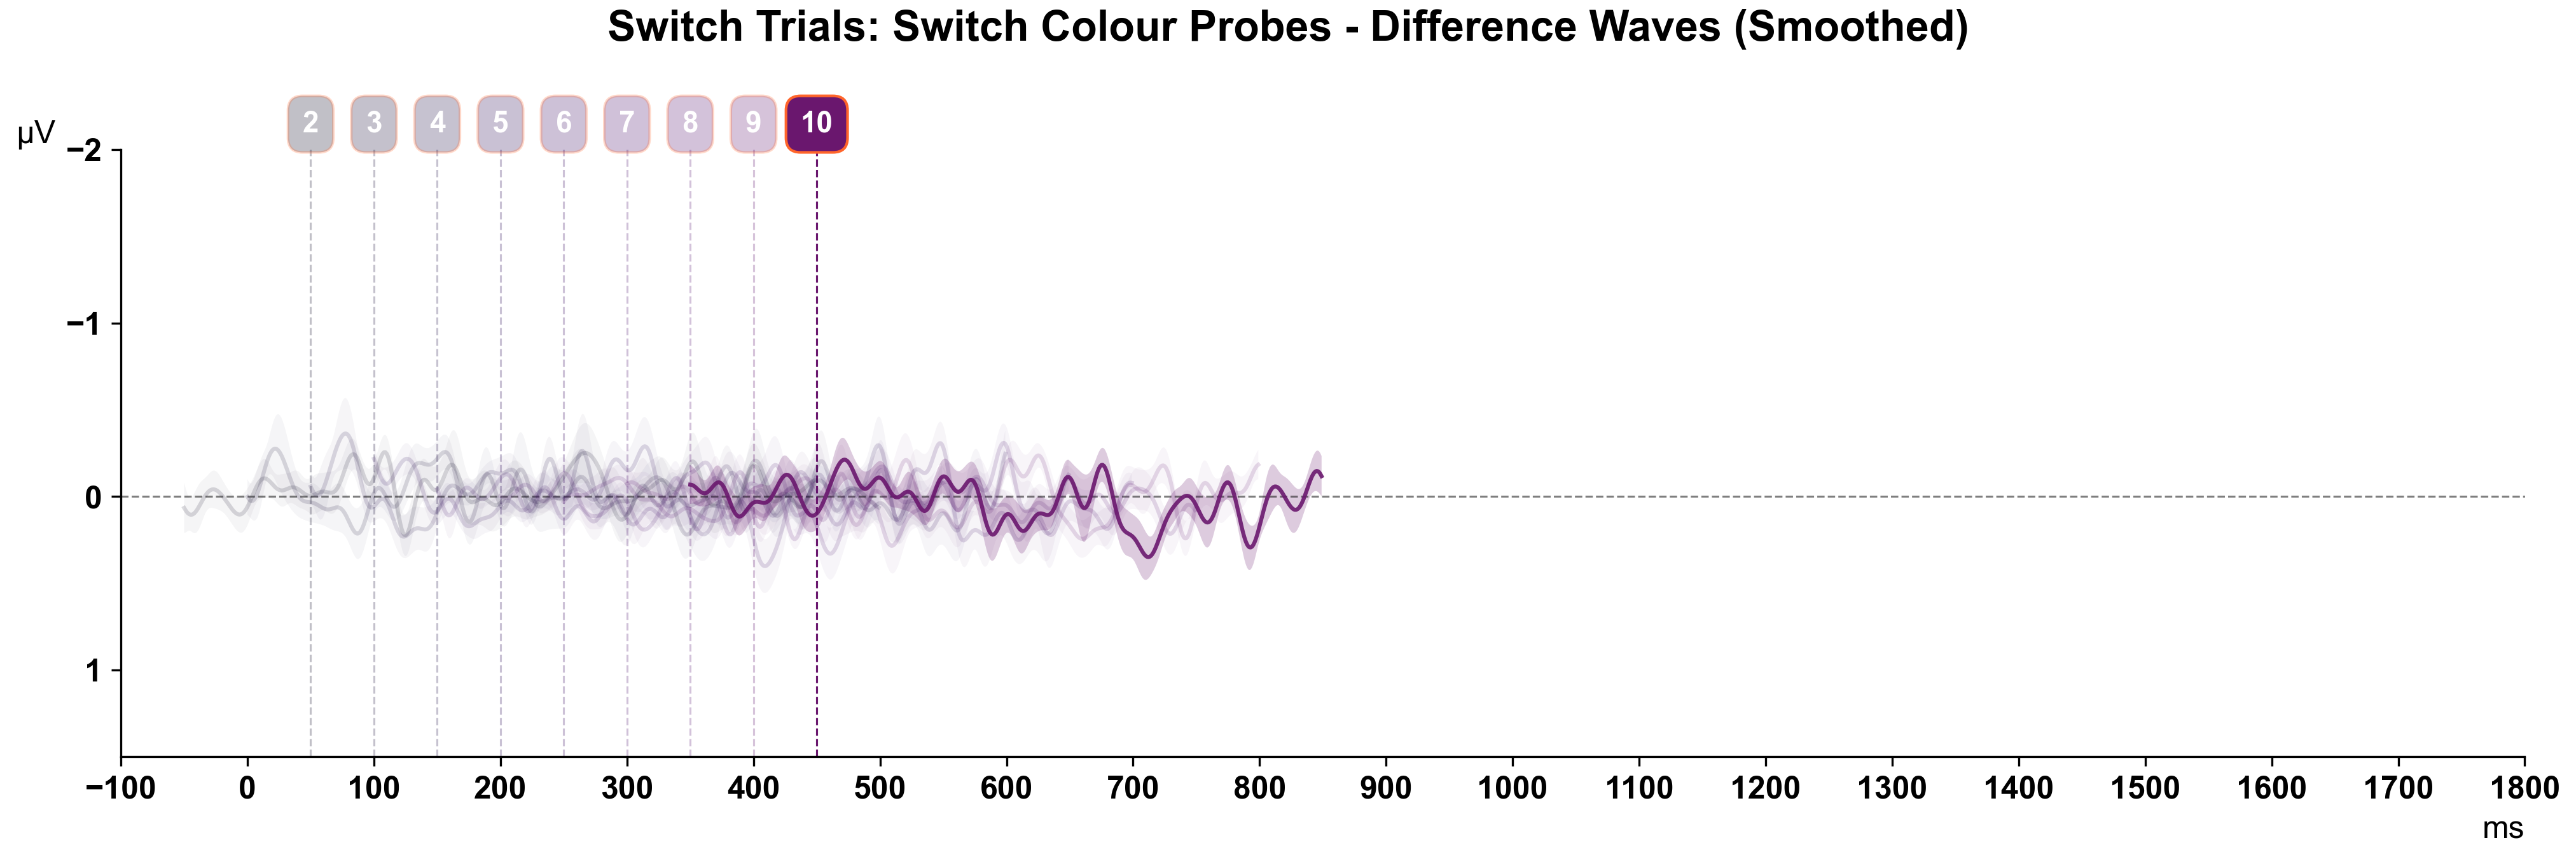 Switch Trials: Switch Colour Probes - Difference Waves (Smoothed)
2 3 4 5 6 7 8 9 10
µV
−2
−1
0
1
−100 0 100 200 300 400 500 600 700 800 900 1000 1100 1200 1300 1400 1500 1600 1700 1800
ms